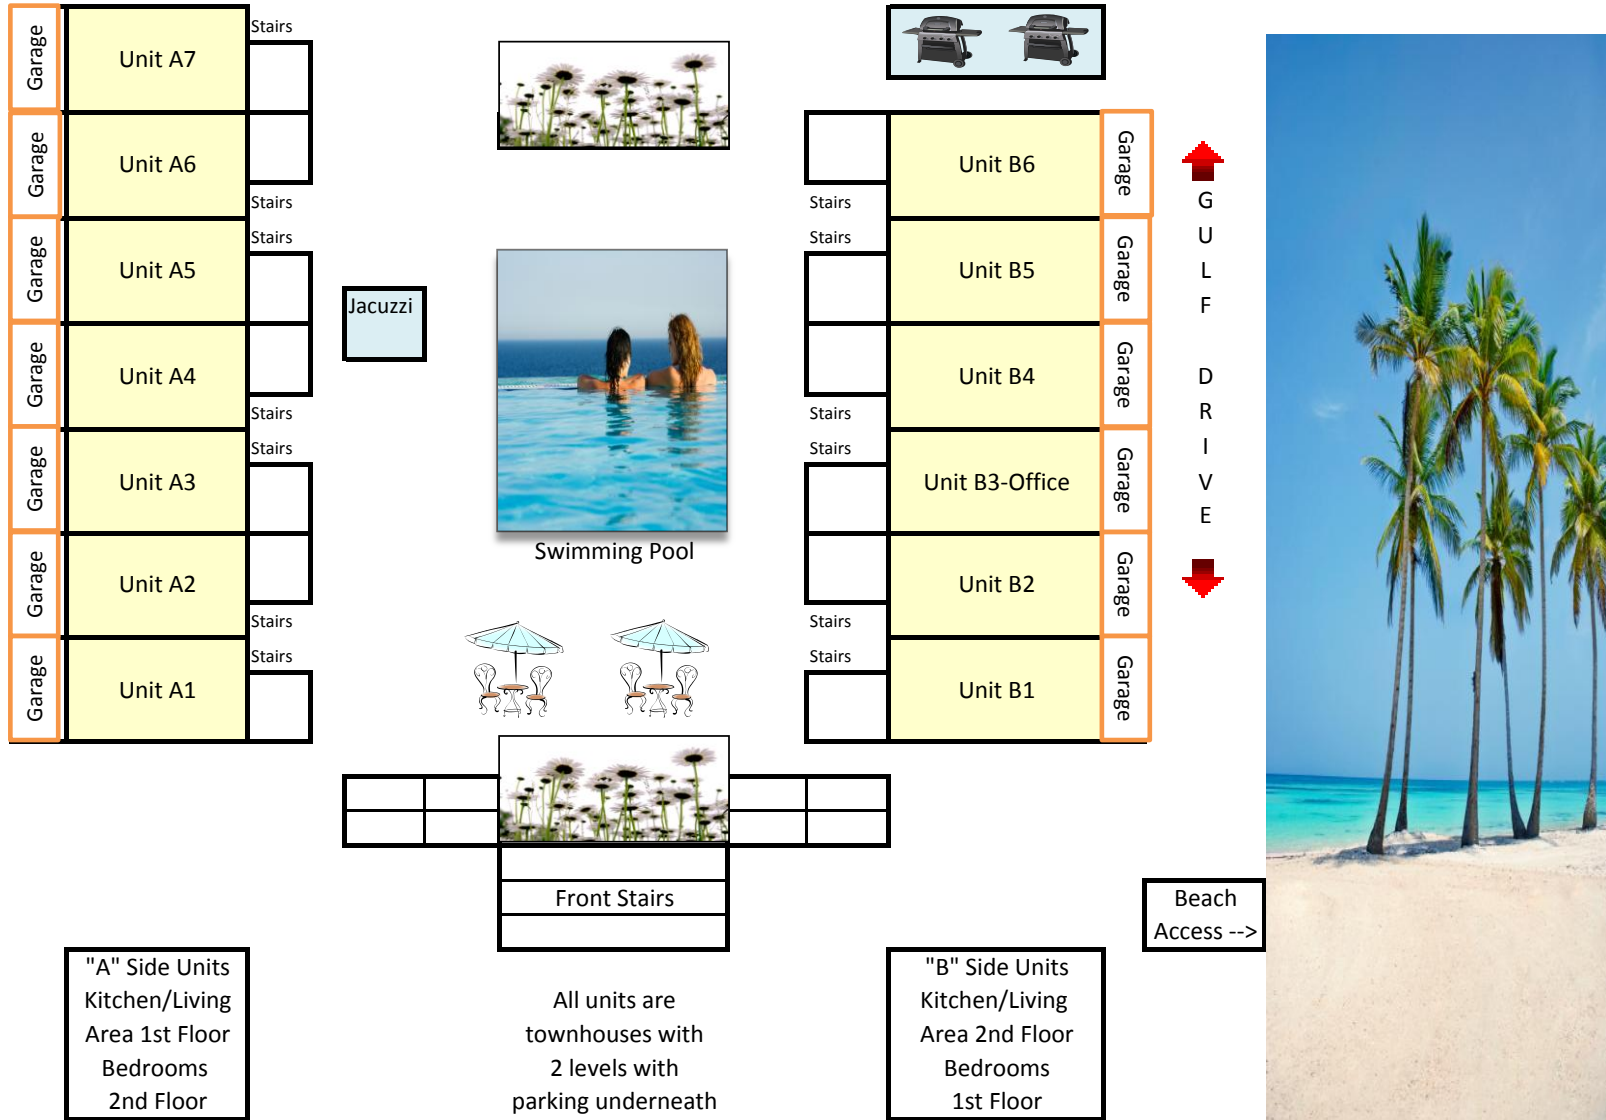 Garage
Unit A7
Stairs
Garage
Unit A6
Stairs
Garage
Unit A5
Stairs
Garage
Unit A4
Stairs
Garage
Unit A3
Stairs
Garage
Unit A2
Stairs
Garage
Unit A1
Stairs
Jacuzzi
Swimming Pool
Unit B6
Garage
Stairs
Stairs
Unit B5
Garage
Unit B4
Garage
Stairs
Stairs
Unit B3-Office
Garage
Unit B2
Garage
Stairs
Stairs
Unit B1
Garage
GULF DRIVE
Front Stairs
Beach
Access -->
"A" Side Units
Kitchen/Living
Area 1st Floor
Bedrooms
2nd Floor
All units are
townhouses with
2 levels with
parking underneath
"B" Side Units
Kitchen/Living
Area 2nd Floor
Bedrooms
1st Floor